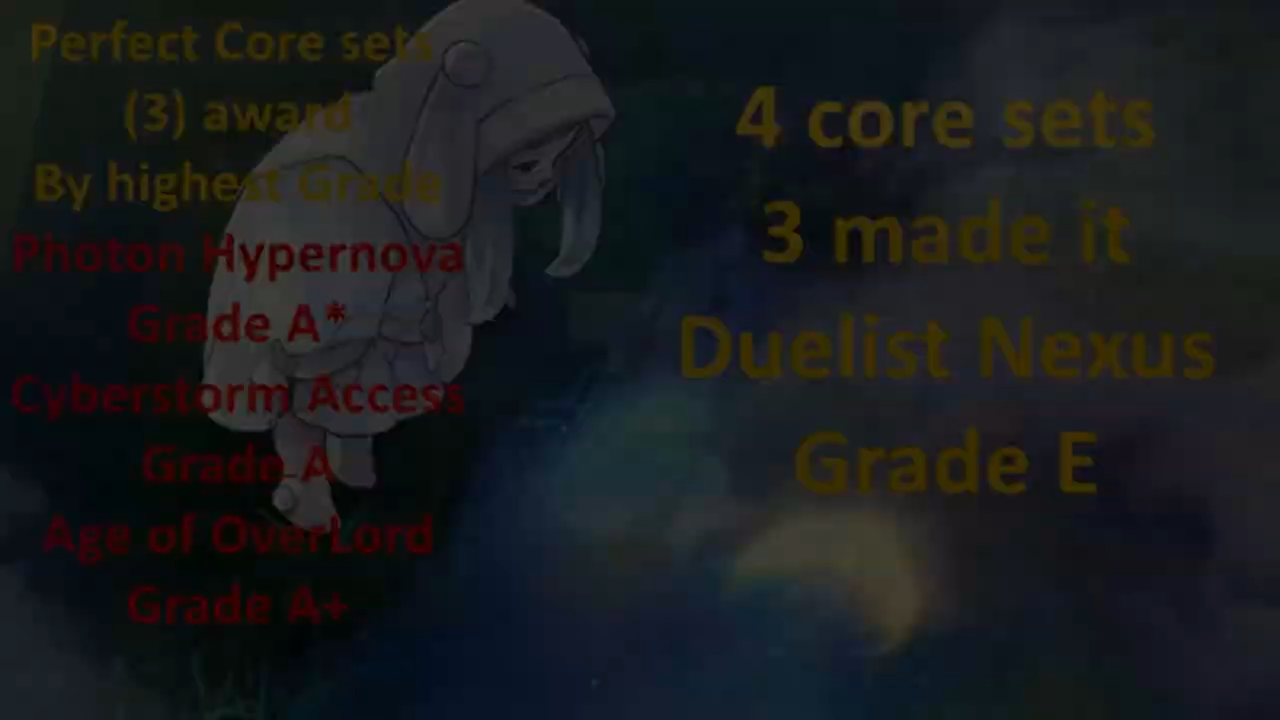 Perfect Core sets
(3) award
By highest Grade
Photon Hypernova
Grade A*
Cyberstorm Access
Grade A
Age of OverLord
Grade A+
4 core sets
3 made it
Duelist Nexus
Grade E